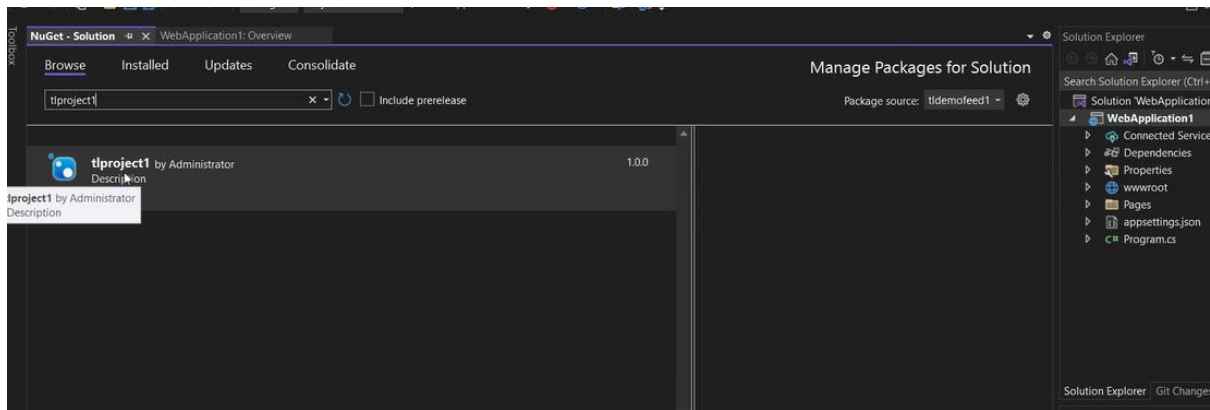 Toolbox
NuGet - Solution
WebApplication1: Overview
Browse Installed Updates Consolidate
Manage Packages for Solution
tlproject1
Include prerelease
Package source: tldemofeed1
tlproject1 by Administrator 1.0.0
Description
tlproject1 by Administrator
Description
Solution Explorer
Search Solution Explorer (Ctrl+
Solution 'WebApplication
WebApplication1
Connected Service
Dependencies
Properties
wwwroot
Pages
appsettings.json
C# Program.cs
Solution Explorer Git Changes